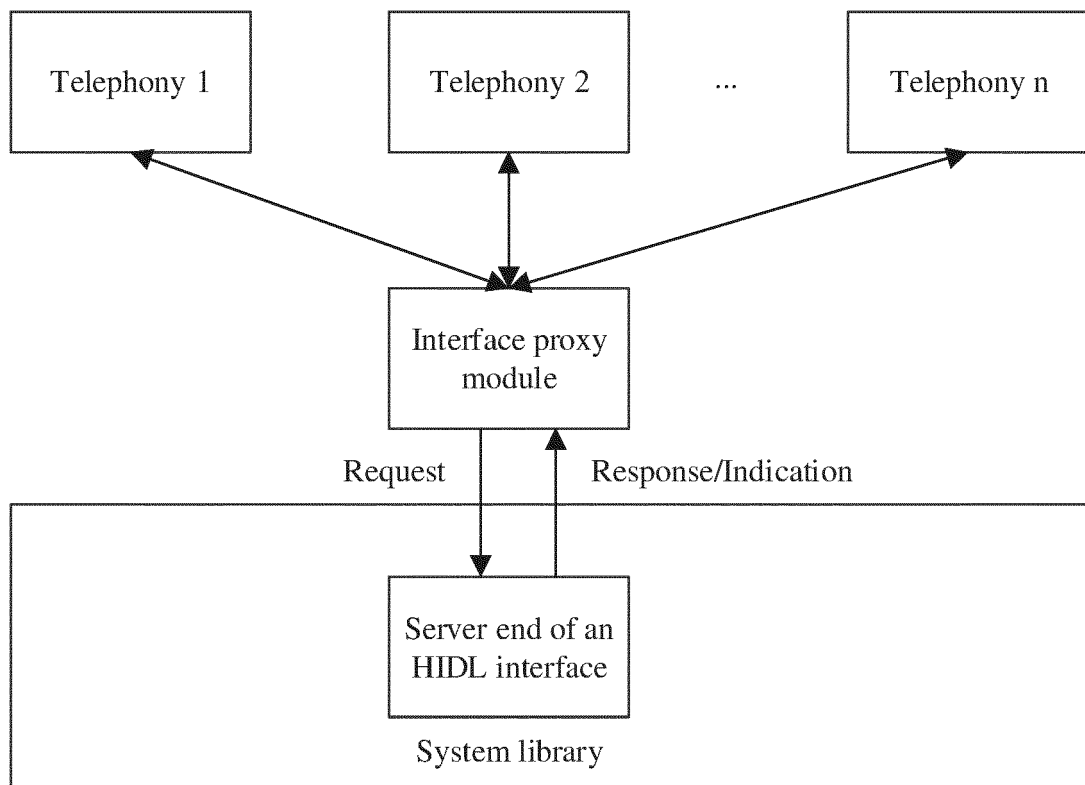 Telephony 1
Telephony 2
...
Telephony n
Interface proxy
module
Request
Response/Indication
Server end of an
HIDL interface
System library